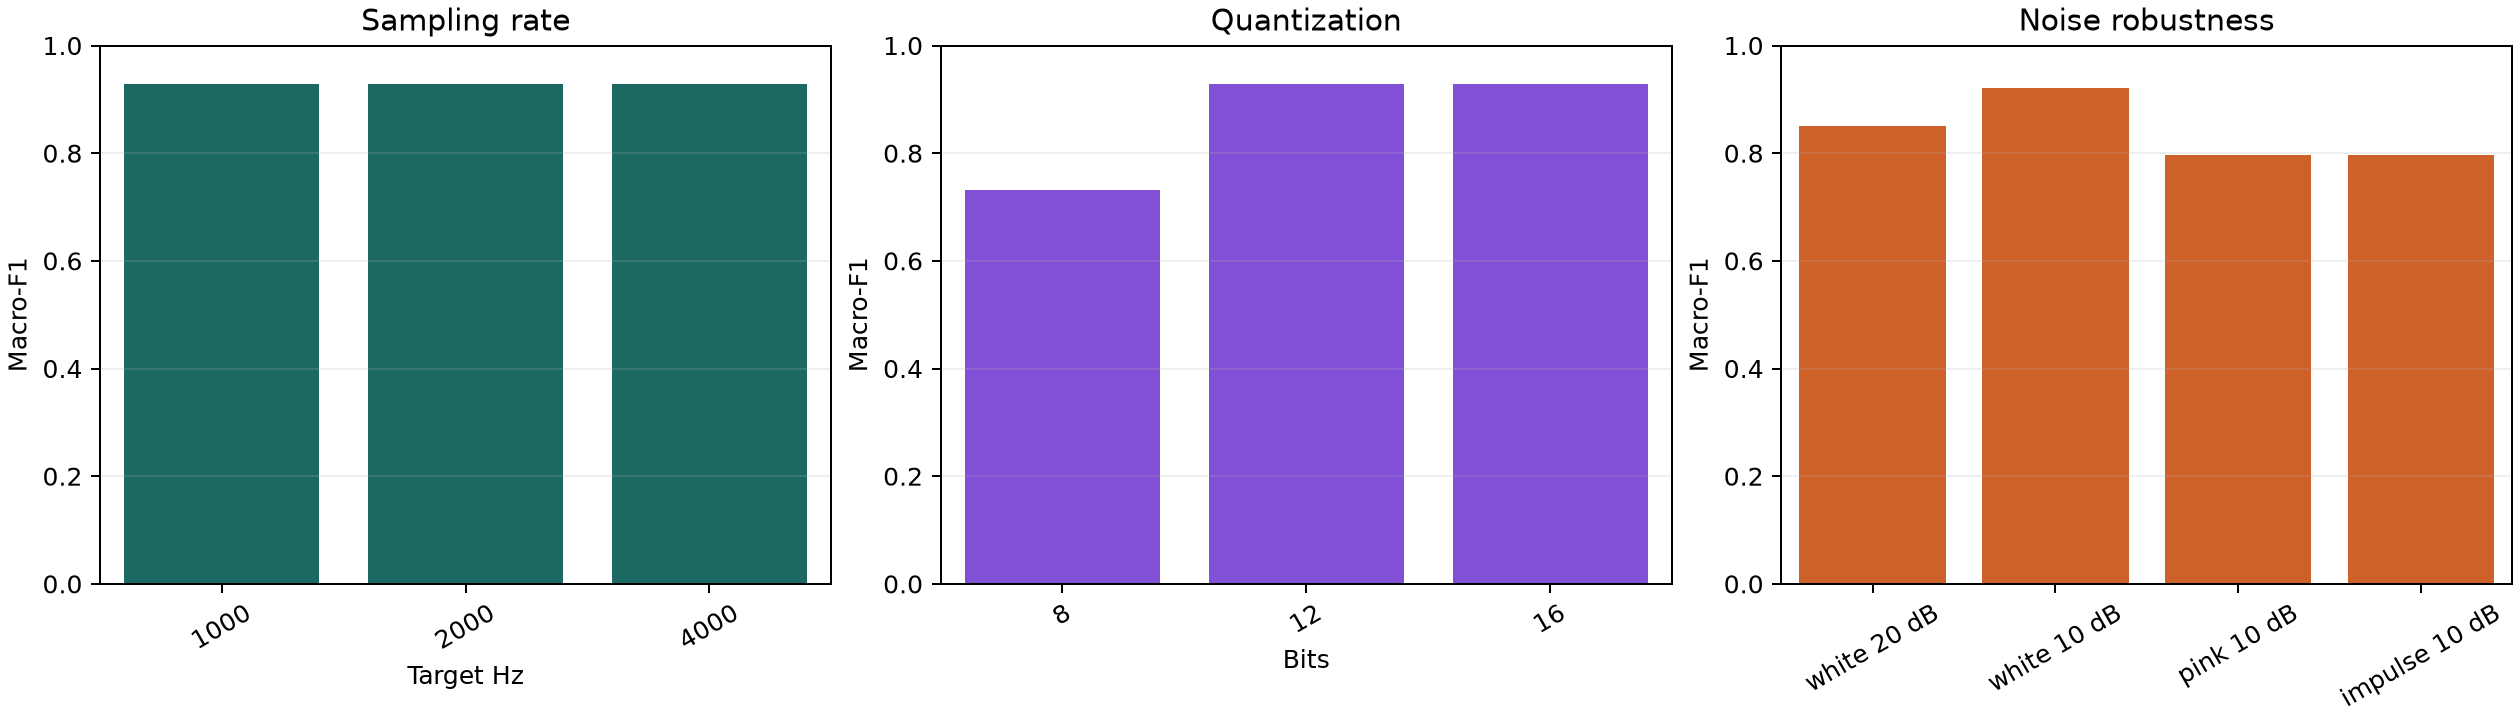 Sampling rate
Macro-F1
1.0
0.8
0.6
0.4
0.2
0.0
1000
2000
4000
Target Hz
Quantization
Macro-F1
1.0
0.8
0.6
0.4
0.2
0.0
8
12
16
Bits
Noise robustness
Macro-F1
1.0
0.8
0.6
0.4
0.2
0.0
white 20 dB
white 10 dB
pink 10 dB
impulse 10 dB